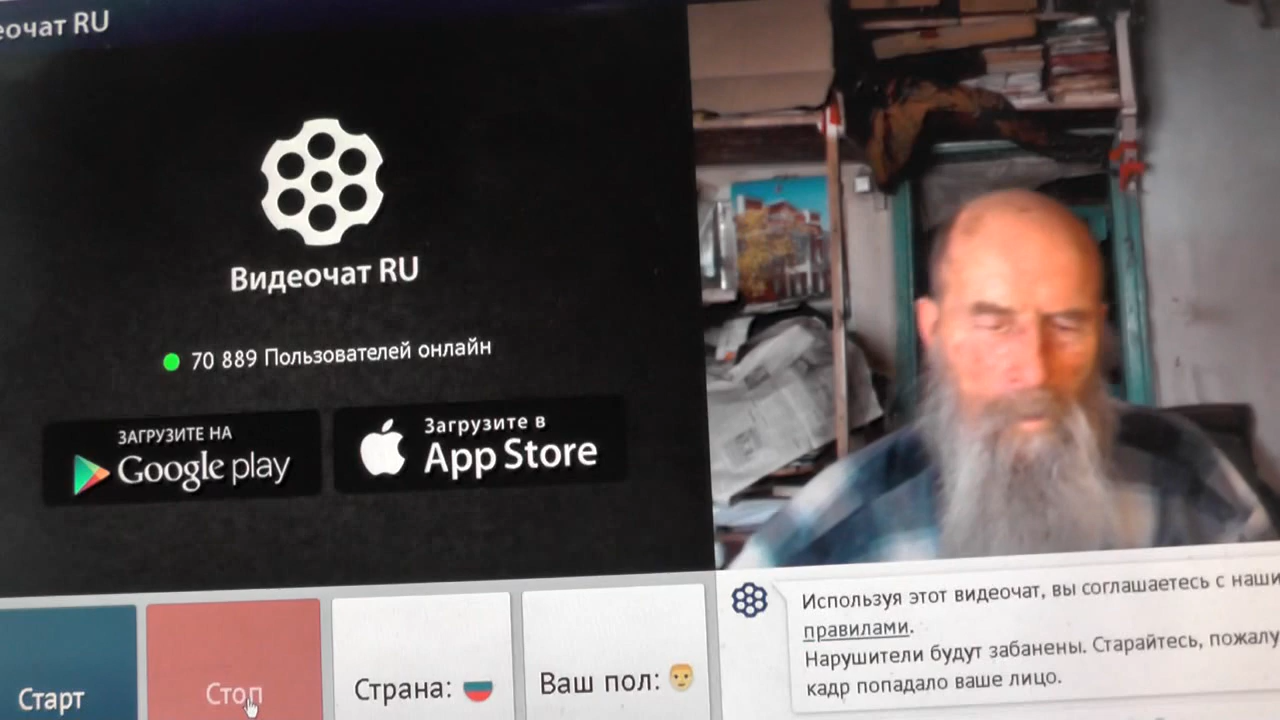 еочат RU
Видеочат RU
70 889 Пользователей онлайн
ЗАГРУЗИТЕ НА
Google play
Загрузите в
App Store
Старт
Стоп
Страна:
Ваш пол:
Используя этот видеочат, вы соглашаетесь с наши
правилами.
Нарушители будут забанены. Старайтесь, пожалу
кадр попадало ваше лицо.